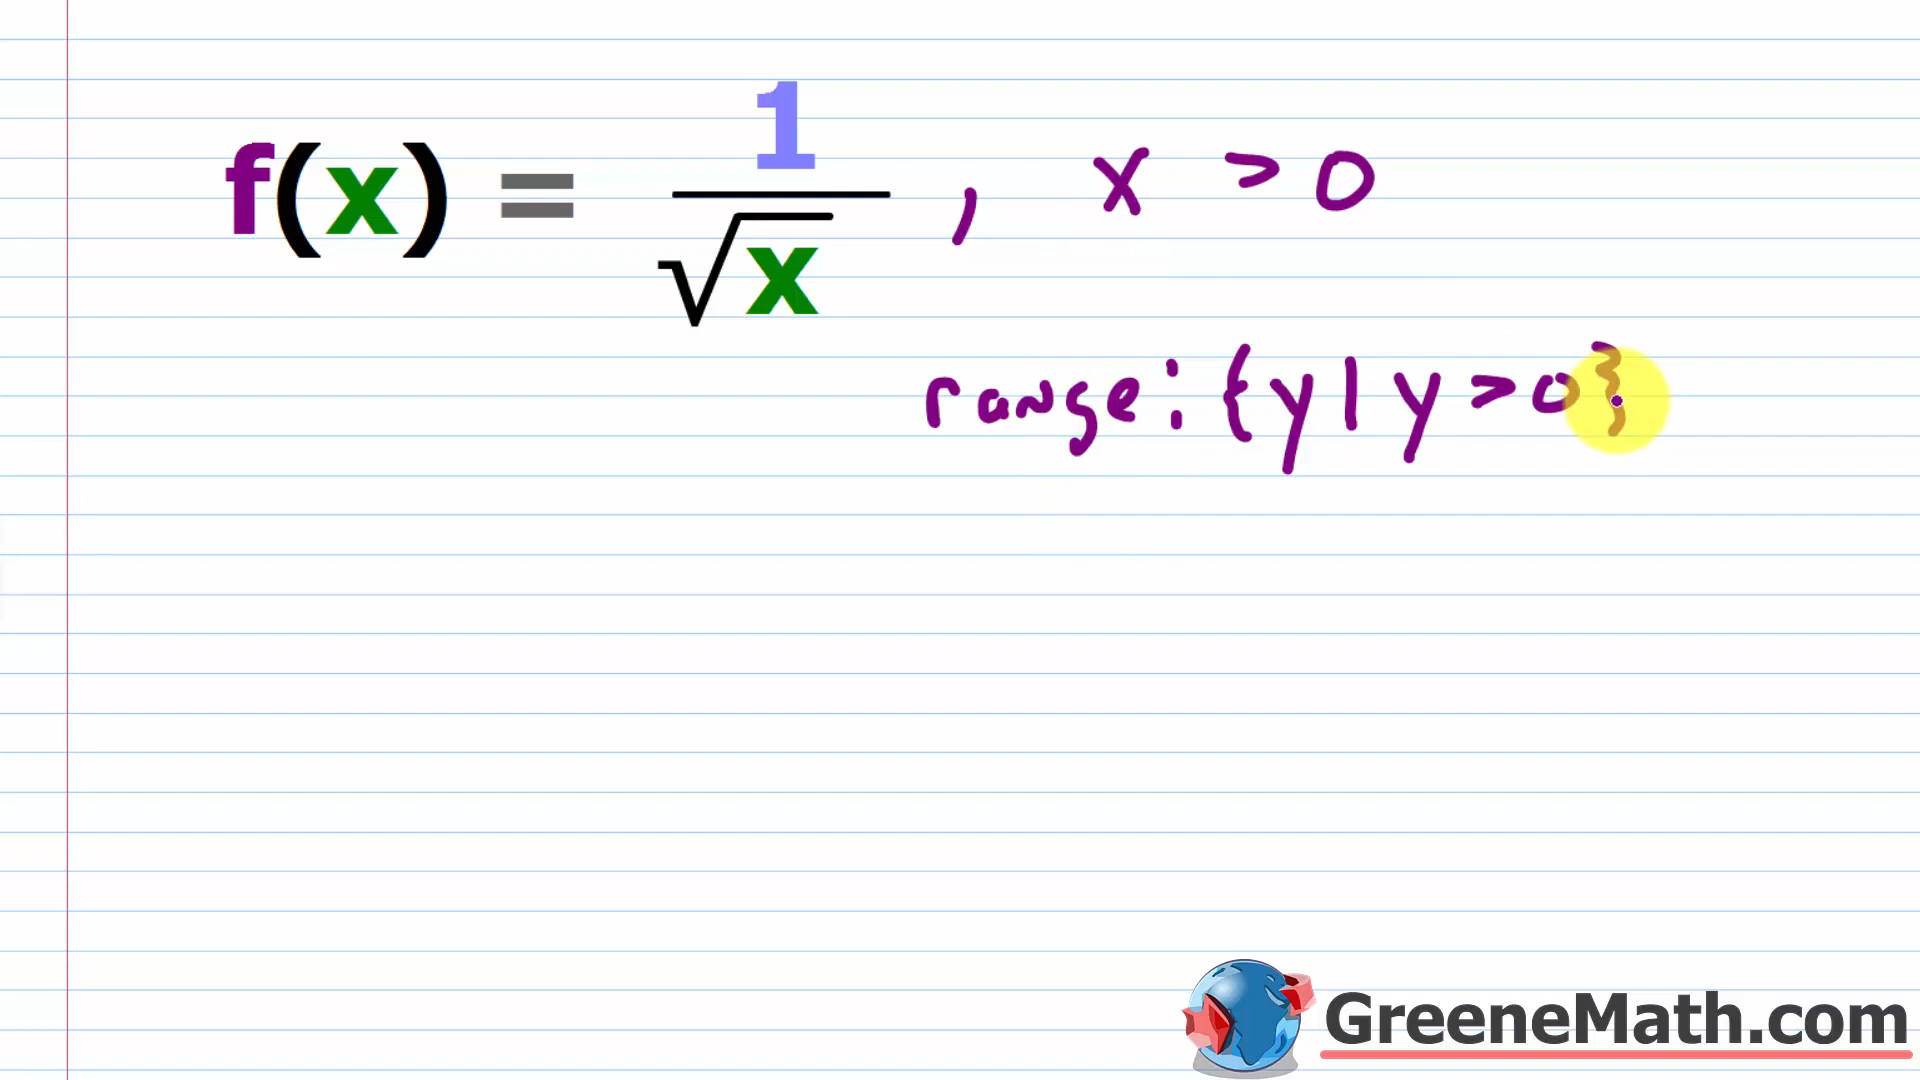 f(x) = 1/√x , x > 0
range: {y | y > 0}
GreeneMath.com